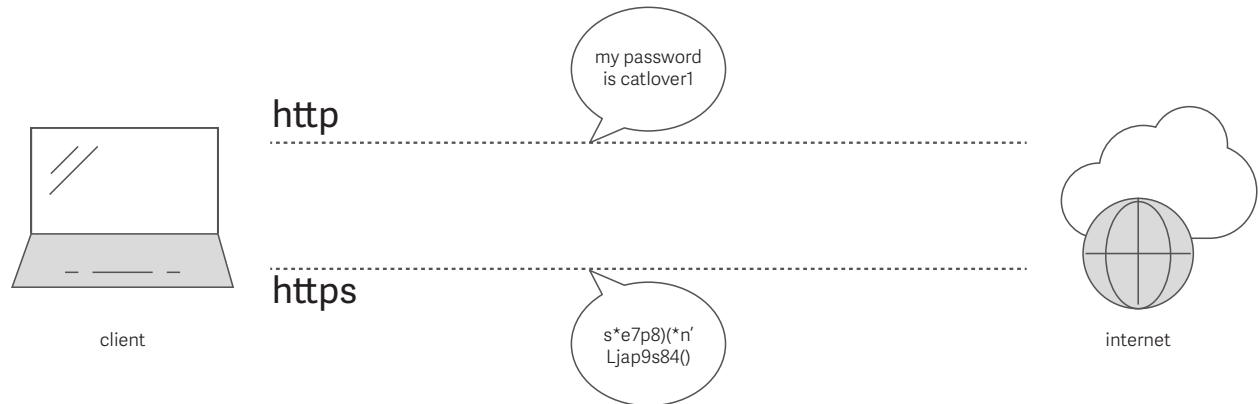 my password
is catlover1
http
https
s*e7p8)(*n'
Ljap9s84()
client
internet